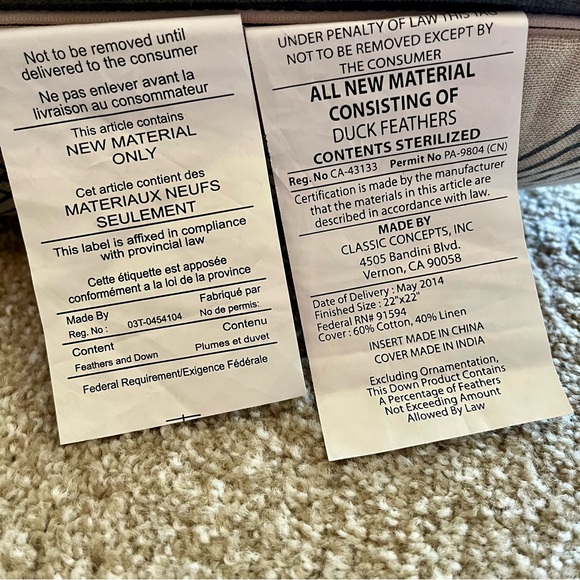 Not to be removed until
delivered to the consumer
Ne pas enlever avant la
livraison au consommateur
This article contains
NEW MATERIAL
ONLY
Cet article contient des
MATERIAUX NEUFS
SEULEMENT
This label is affixed in compliance
with provincial law
Cette étiquette est apposée
conformément a la loi de la province
Made By Fabriqué par
Reg. No : 03T-0454104 No de permis:
Content Contenu
Feathers and Down Plumes et duvet
Federal Requirement/Exigence Fédérale
UNDER PENALTY OF LAW THIS TAG
NOT TO BE REMOVED EXCEPT BY
THE CONSUMER
ALL NEW MATERIAL
CONSISTING OF
DUCK FEATHERS
CONTENTS STERILIZED
Reg. No CA-43133 Permit No PA-9804 (CN)
Certification is made by the manufacturer
that the materials in this article are
described in accordance with law.
MADE BY
CLASSIC CONCEPTS, INC
4505 Bandini Blvd.
Vernon, CA 90058
Date of Delivery : May 2014
Finished Size : 22"x22"
Federal RN# 91594
Cover : 60% Cotton, 40% Linen
INSERT MADE IN CHINA
COVER MADE IN INDIA
Excluding Ornamentation,
This Down Product Contains
A Percentage of Feathers
Not Exceeding Amount
Allowed By Law